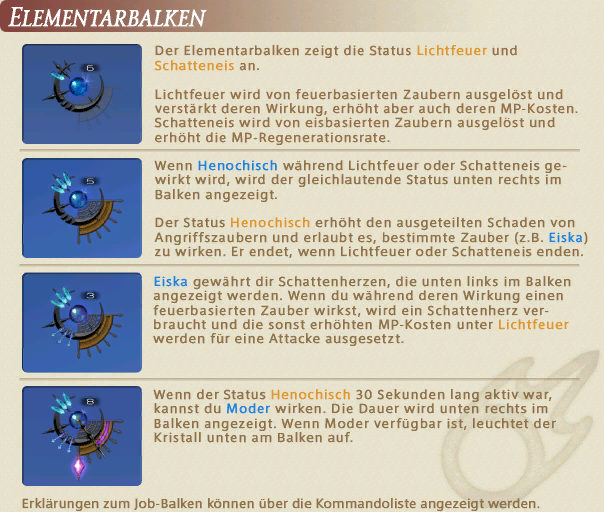 ELEMENTARBALKEN
6
Der Elementarbalken zeigt die Status Lichtfeuer und
Schatteneis an.
Lichtfeuer wird von feuerbasierten Zaubern ausgelöst und
verstärkt deren Wirkung, erhöht aber auch deren MP-Kosten.
Schatteneis wird von eisbasierten Zaubern ausgelöst und
erhöht die MP-Regenerationsrate.
5
Wenn Henochisch während Lichtfeuer oder Schatteneis ge-
wirkt wird, wird der gleichlautende Status unten rechts im
Balken angezeigt.
Der Status Henochisch erhöht den ausgeteilten Schaden von
Angriffszaubern und erlaubt es, bestimmte Zauber (z.B. Eiska)
zu wirken. Er endet, wenn Lichtfeuer oder Schatteneis enden.
3
Eiska gewährt dir Schattenherzen, die unten links im Balken
angezeigt werden. Wenn du während deren Wirkung einen
feuerbasierten Zauber wirkst, wird ein Schattenherz ver-
braucht und die sonst erhöhten MP-Kosten unter Lichtfeuer
werden für eine Attacke ausgesetzt.
8
Wenn der Status Henochisch 30 Sekunden lang aktiv war,
kannst du Moder wirken. Die Dauer wird unten rechts im
Balken angezeigt. Wenn Moder verfügbar ist, leuchtet der
Kristall unten am Balken auf.
Erklärungen zum Job-Balken können über die Kommandoliste angezeigt werden.